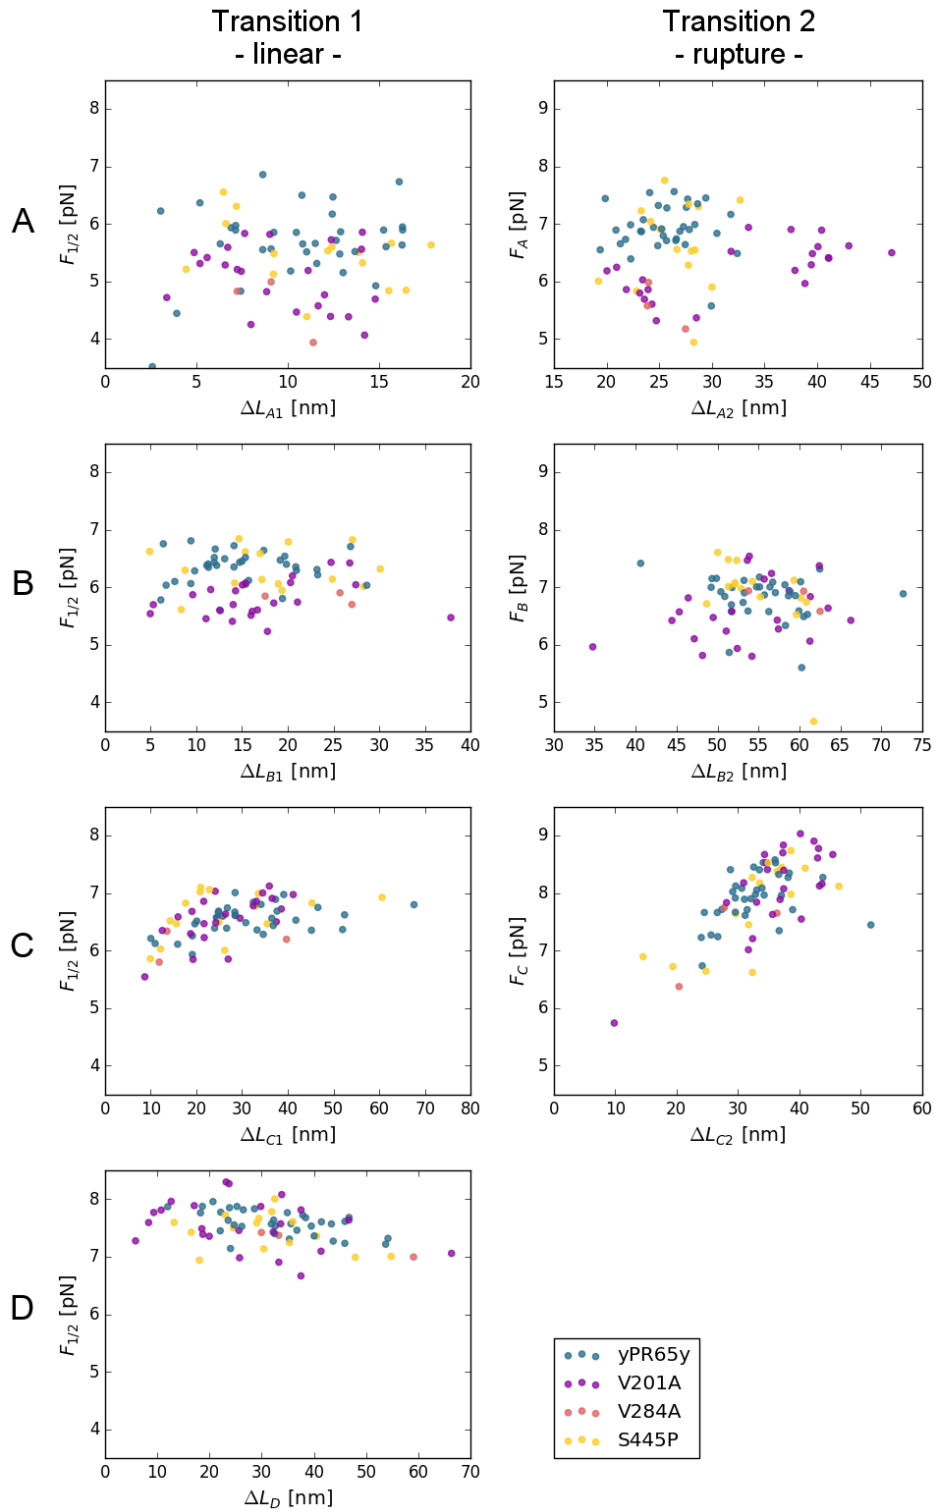 Transition 1
- linear -
Transition 2
- rupture -
A
F1/2 [pN]
8
7
6
5
4
0 5 10 15 20
ΔLA1 [nm]
FA [pN]
9
8
7
6
5
15 20 25 30 35 40 45 50
ΔLA2 [nm]
B
F1/2 [pN]
8
7
6
5
4
0 5 10 15 20 25 30 35 40
ΔLB1 [nm]
FB [pN]
9
8
7
6
5
30 35 40 45 50 55 60 65 70 75
ΔLB2 [nm]
C
F1/2 [pN]
8
7
6
5
4
0 10 20 30 40 50 60 70 80
ΔLC1 [nm]
FC [pN]
9
8
7
6
5
0 10 20 30 40 50 60
ΔLC2 [nm]
D
F1/2 [pN]
8
7
6
5
4
0 10 20 30 40 50 60 70
ΔLD [nm]
yPR65y
V201A
V284A
S445P